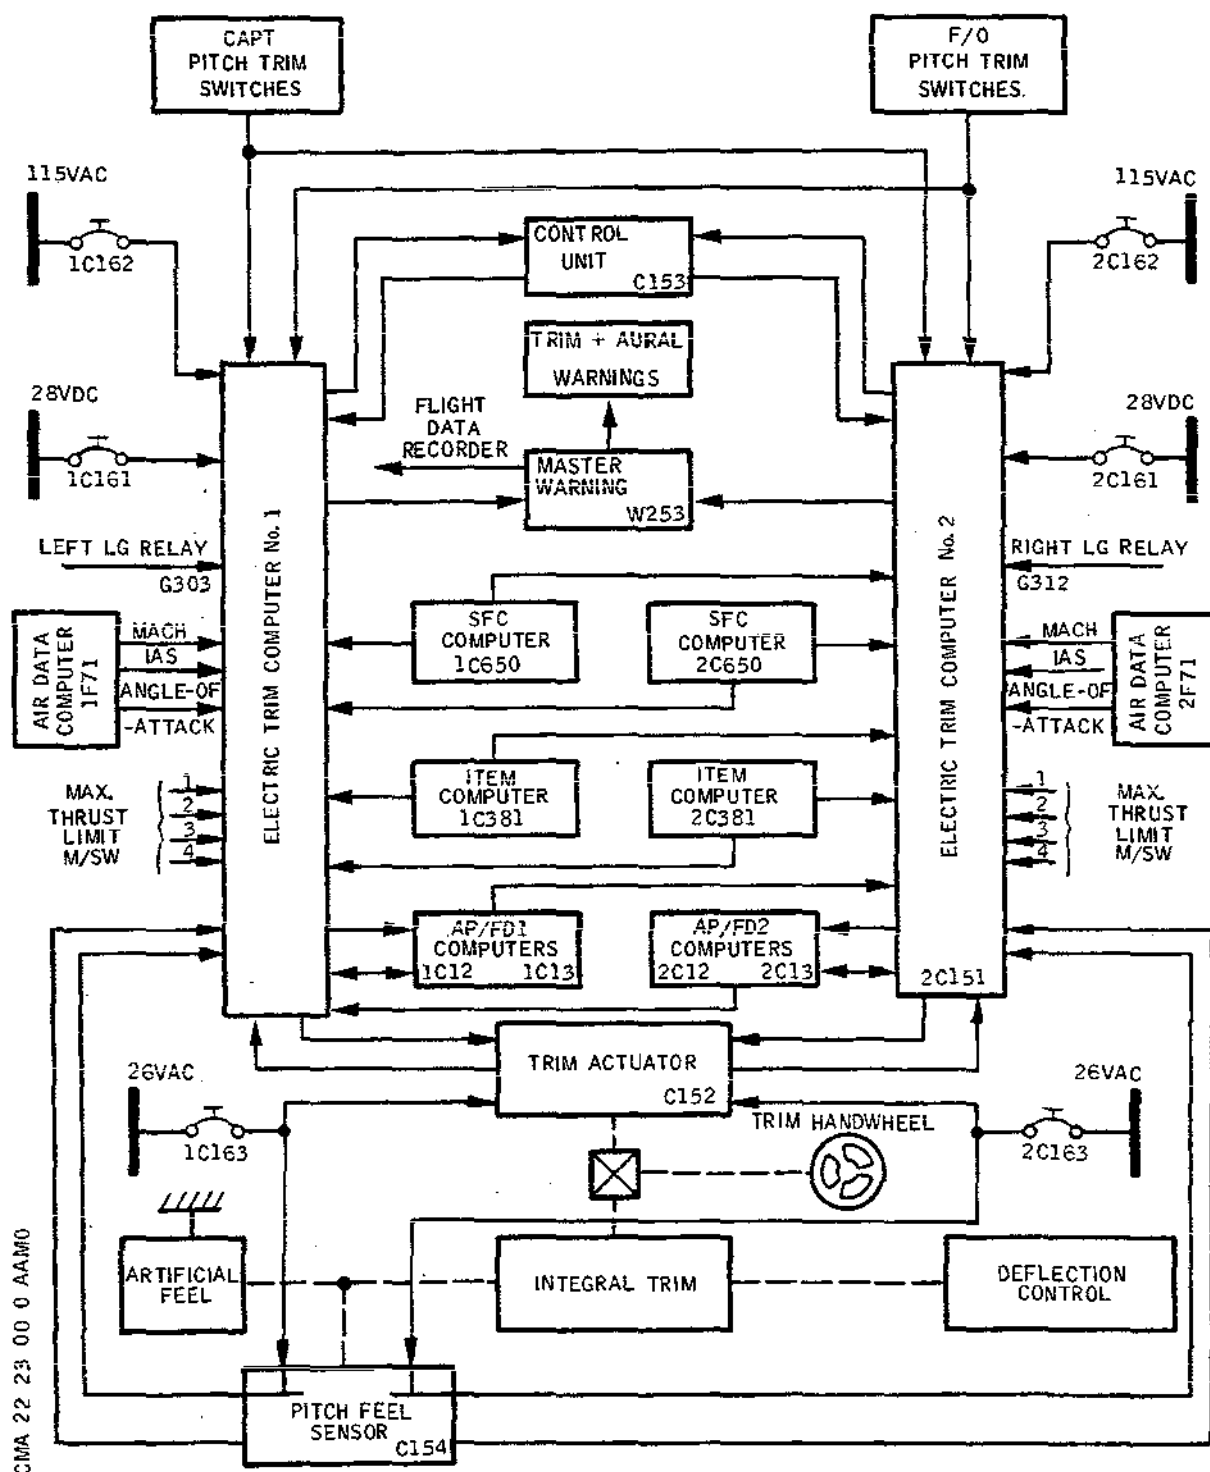 CAPT
PITCH TRIM
SWITCHES
F/O
PITCH TRIM
SWITCHES.
115VAC
1C162
115VAC
2C162
CONTROL
UNIT
C153
TRIM + AURAL
WARNINGS
28VDC
1C161
28VDC
2C161
FLIGHT
DATA
RECORDER
MASTER
WARNING
W253
ELECTRIC TRIM COMPUTER No.1
ELECTRIC TRIM COMPUTER No.2
2C151
LEFT LG RELAY
G303
RIGHT LG RELAY
G312
AIR DATA
COMPUTER
1F71
MACH
IAS
ANGLE-OF
-ATTACK
SFC
COMPUTER
1C650
SFC
COMPUTER
2C650
MACH
IAS
ANGLE-OF
-ATTACK
AIR DATA
COMPUTER
2F71
MAX.
THRUST
LIMIT
M/SW
1
2
3
4
ITEM
COMPUTER
1C381
ITEM
COMPUTER
2C381
1
2
3
4
MAX.
THRUST
LIMIT
M/SW
AP/FD1
COMPUTERS
1C12 1C13
AP/FD2
COMPUTERS
2C12 2C13
TRIM ACTUATOR
C152
26VAC
1C163
TRIM HANDWHEEL
26VAC
2C163
ARTIFICIAL
FEEL
INTEGRAL TRIM
DEFLECTION
CONTROL
PITCH FEEL
SENSOR
C154
CMA 22 23 00 0 AAM0